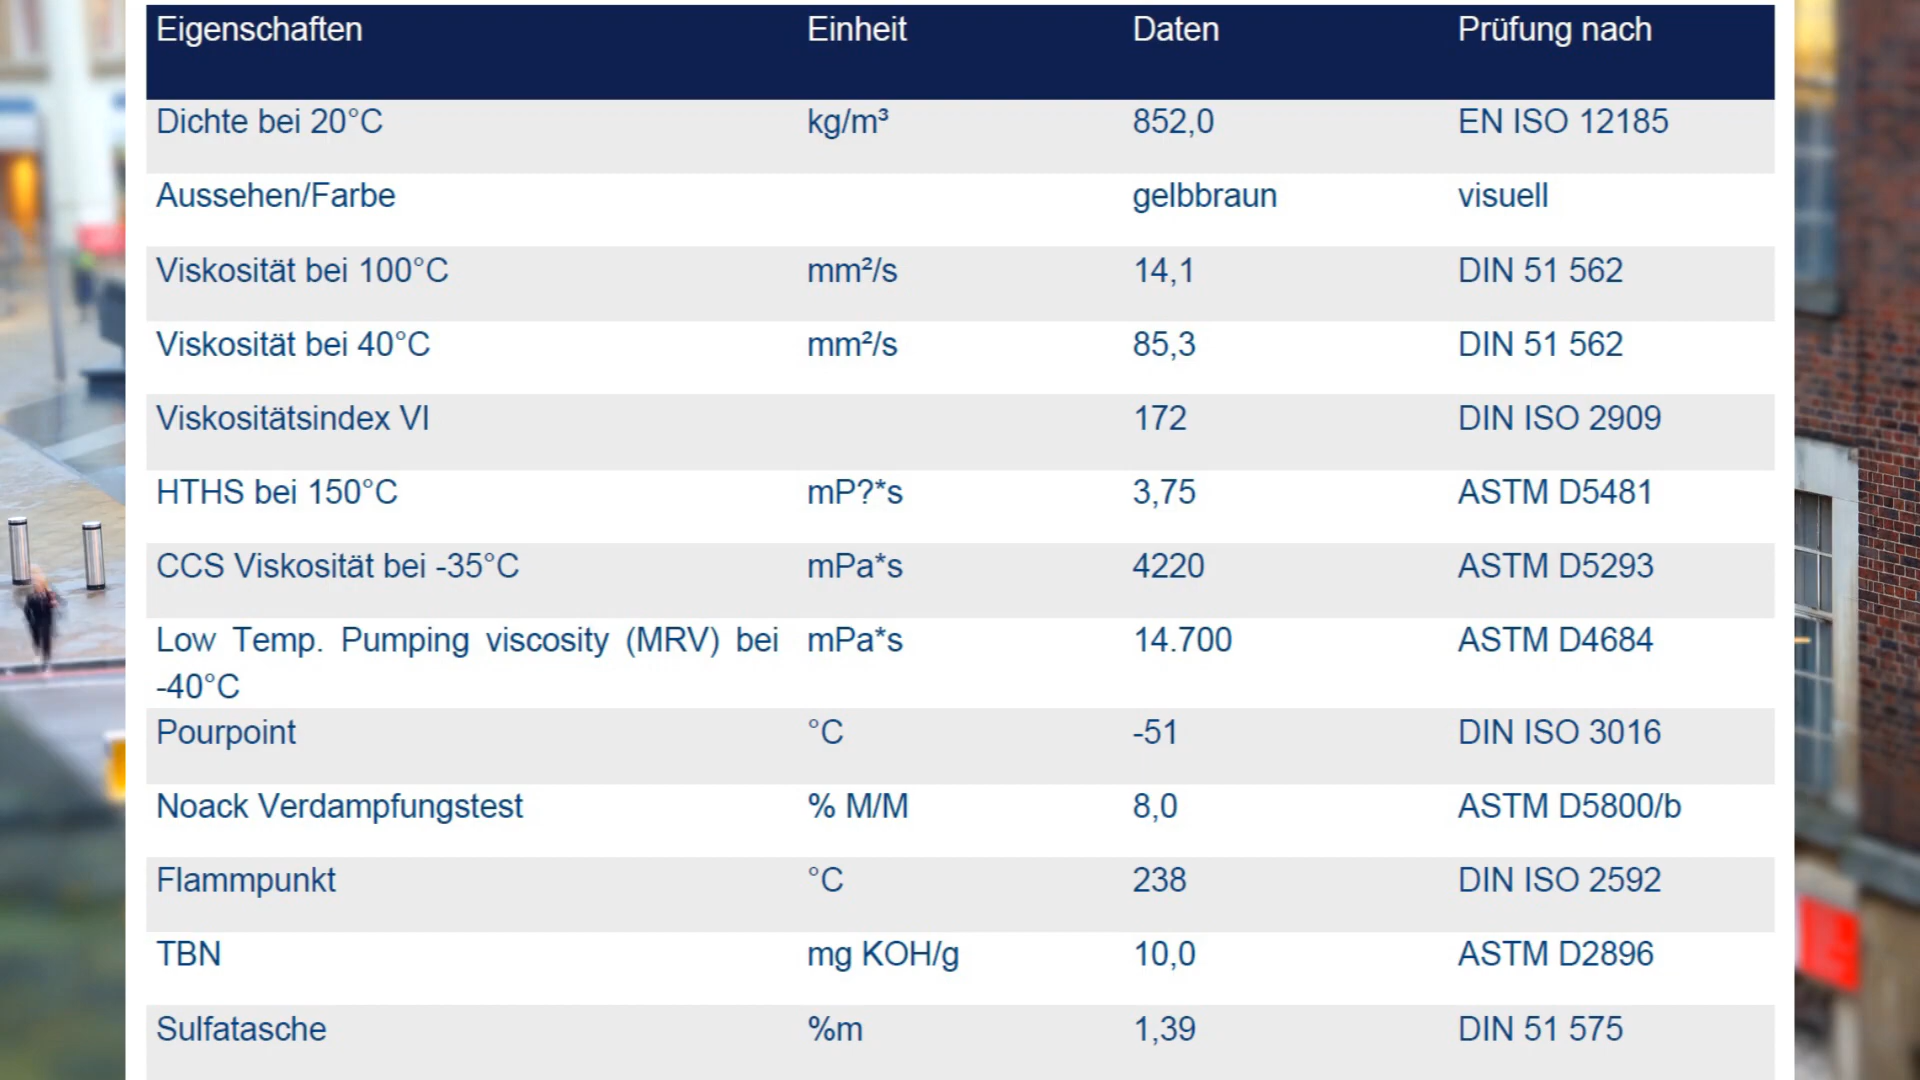 Eigenschaften Einheit Daten Prüfung nach
Dichte bei 20°C kg/m³ 852,0 EN ISO 12185
Aussehen/Farbe gelbbraun visuell
Viskosität bei 100°C mm²/s 14,1 DIN 51 562
Viskosität bei 40°C mm²/s 85,3 DIN 51 562
Viskositätsindex VI 172 DIN ISO 2909
HTHS bei 150°C mP?*s 3,75 ASTM D5481
CCS Viskosität bei -35°C mPa*s 4220 ASTM D5293
Low Temp. Pumping viscosity (MRV) bei mPa*s 14.700 ASTM D4684
-40°C
Pourpoint °C -51 DIN ISO 3016
Noack Verdampfungstest % M/M 8,0 ASTM D5800/b
Flammpunkt °C 238 DIN ISO 2592
TBN mg KOH/g 10,0 ASTM D2896
Sulfatasche %m 1,39 DIN 51 575